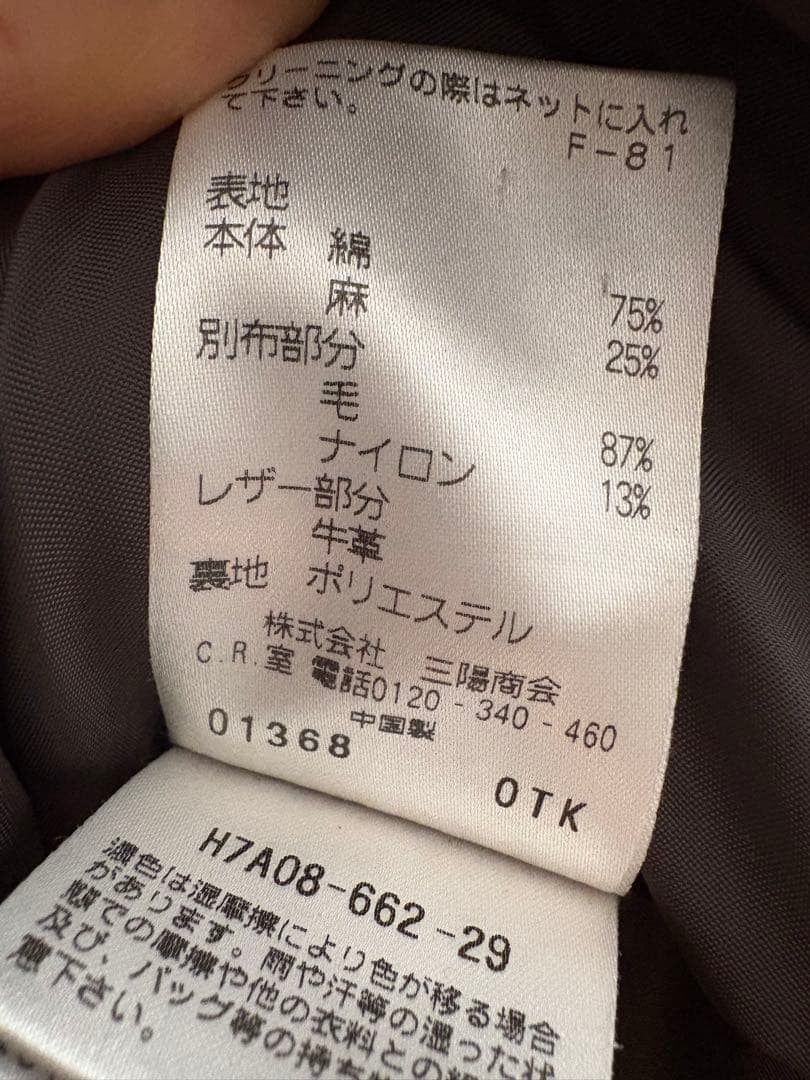 クリーニングの際はネットに入れ
て下さい。
F-81
表地
本体 綿 75%
麻 25%
別布部分
毛 87%
ナイロン 13%
レザー部分
牛革
裏地 ポリエステル
株式会社 三陽商会
C.R.室 電話0120-340-460
中国製
01368
OTK
H7A08-662-29
濃色は湿摩擦により色が移る場合
があります。雨や汗等の湿った状
態での摩擦や他の衣料との
及び、バッグ等の持ち
意下さい。